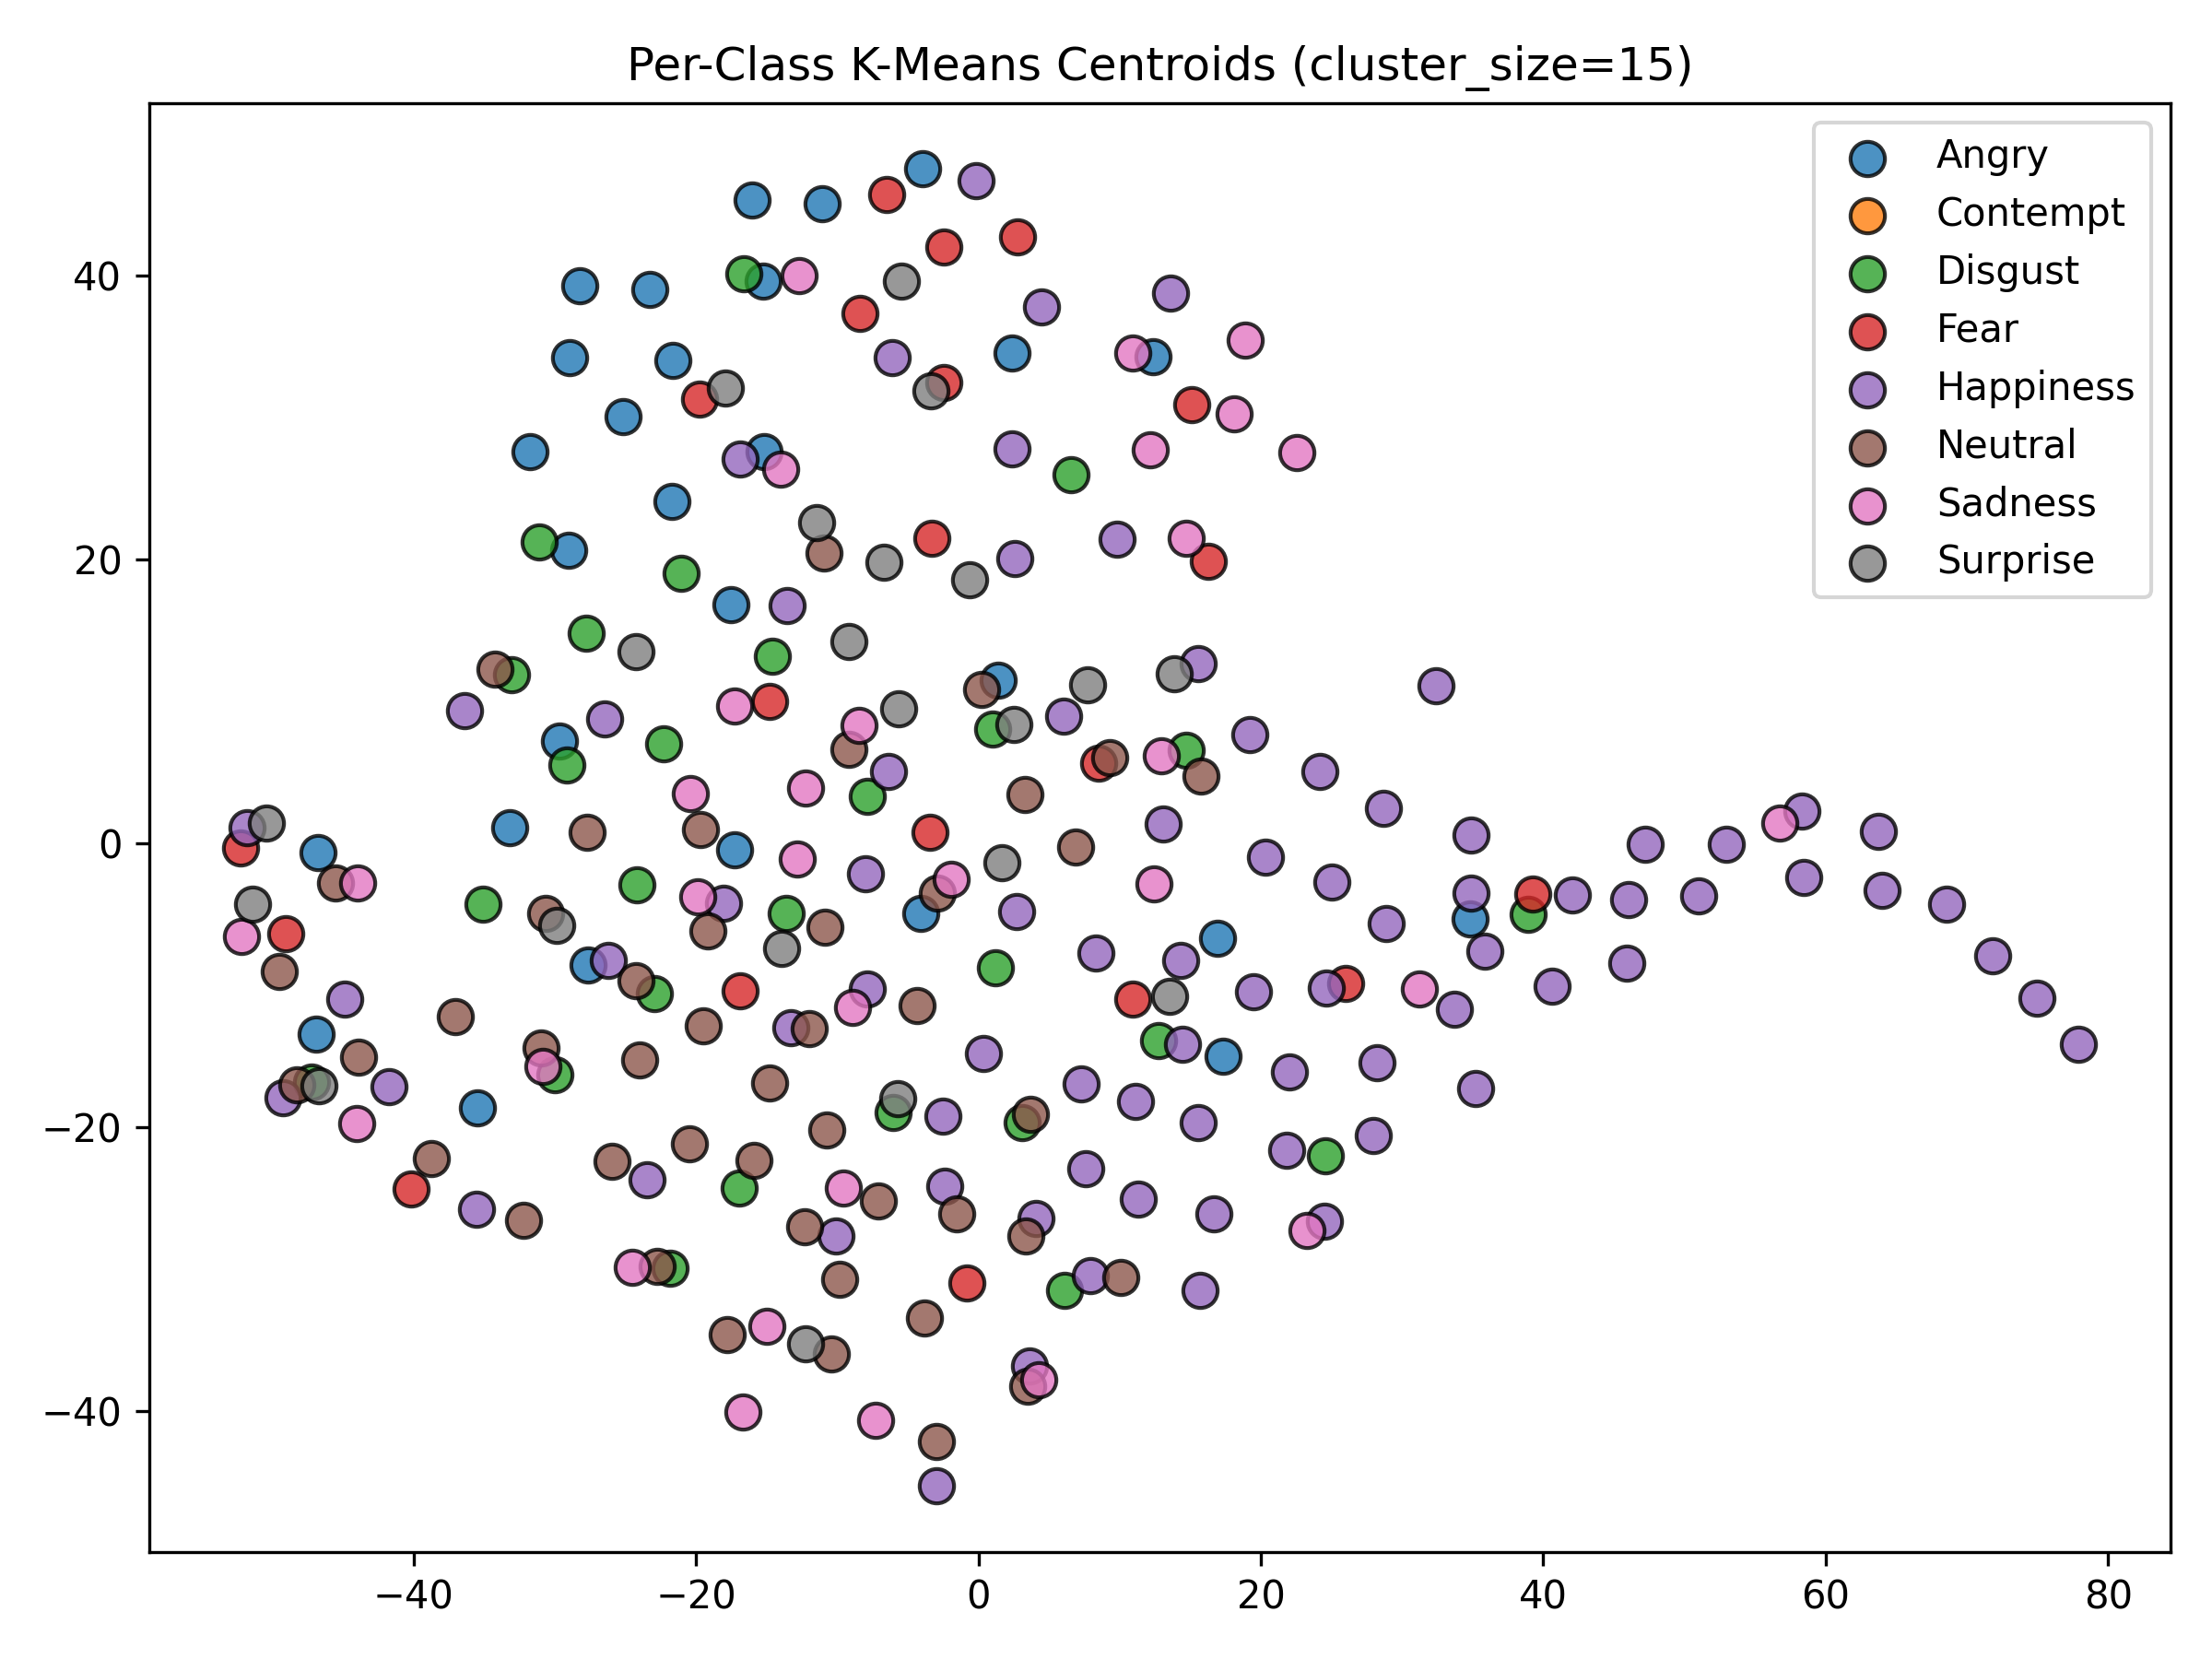 Per-Class K-Means Centroids (cluster_size=15)
Angry
Contempt
Disgust
Fear
Happiness
Neutral
Sadness
Surprise
40
20
0
−20
−40
−40 −20 0 20 40 60 80